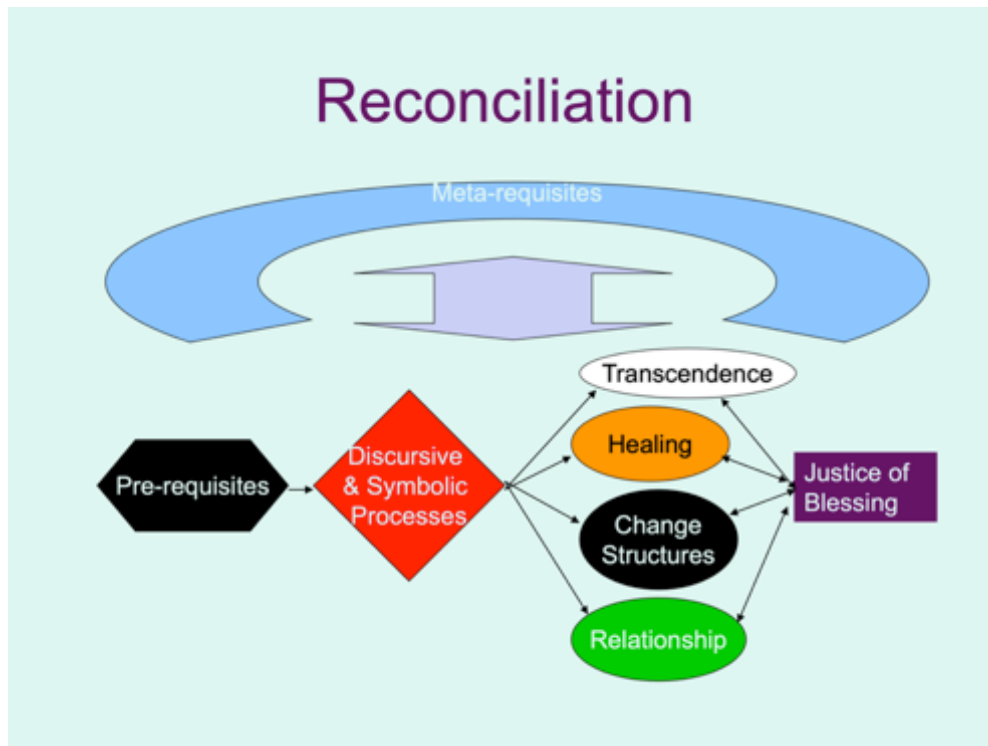 Reconciliation
Meta-requisites
Transcendence
Healing
Pre-requisites
Discursive
& Symbolic
Processes
Change
Structures
Justice of
Blessing
Relationship